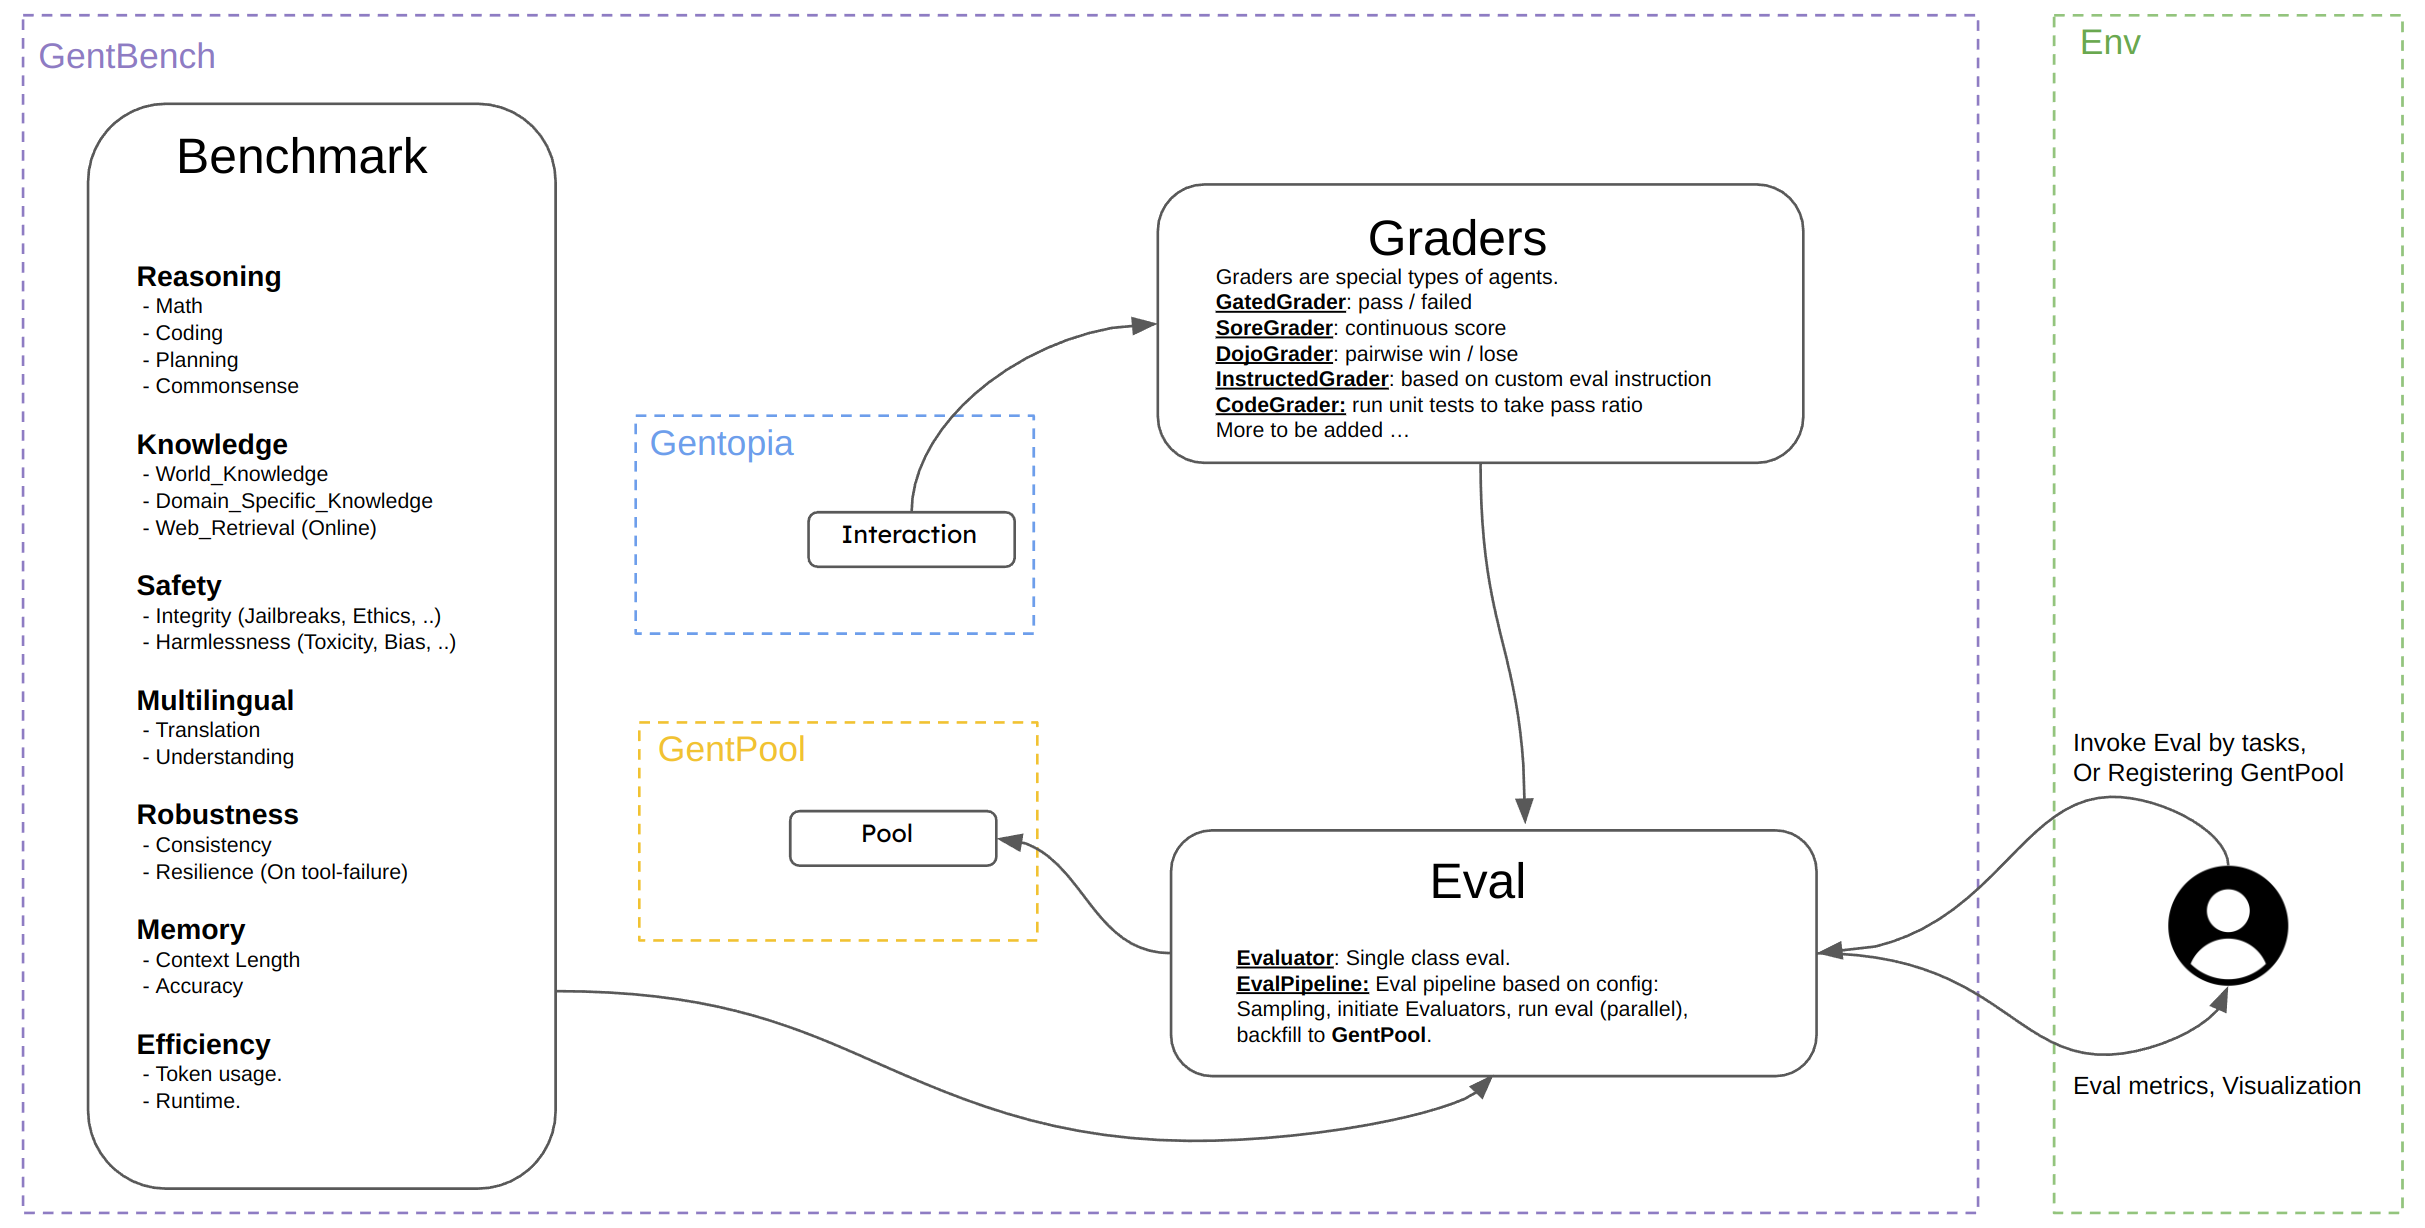 GentBench
Benchmark
Reasoning
- Math
- Coding
- Planning
- Commonsense
Knowledge
- World_Knowledge
- Domain_Specific_Knowledge
- Web_Retrieval (Online)
Safety
- Integrity (Jailbreaks, Ethics, ..)
- Harmlessness (Toxicity, Bias, ..)
Multilingual
- Translation
- Understanding
Robustness
- Consistency
- Resilience (On tool-failure)
Memory
- Context Length
- Accuracy
Efficiency
- Token usage.
- Runtime.
Gentopia
Interaction
GentPool
Pool
Graders
Graders are special types of agents.
GatedGrader: pass / failed
SoreGrader: continuous score
DojoGrader: pairwise win / lose
InstructedGrader: based on custom eval instruction
CodeGrader: run unit tests to take pass ratio
More to be added …
Eval
Evaluator: Single class eval.
EvalPipeline: Eval pipeline based on config:
Sampling, initiate Evaluators, run eval (parallel),
backfill to GentPool.
Env
Invoke Eval by tasks,
Or Registering GentPool
Eval metrics, Visualization